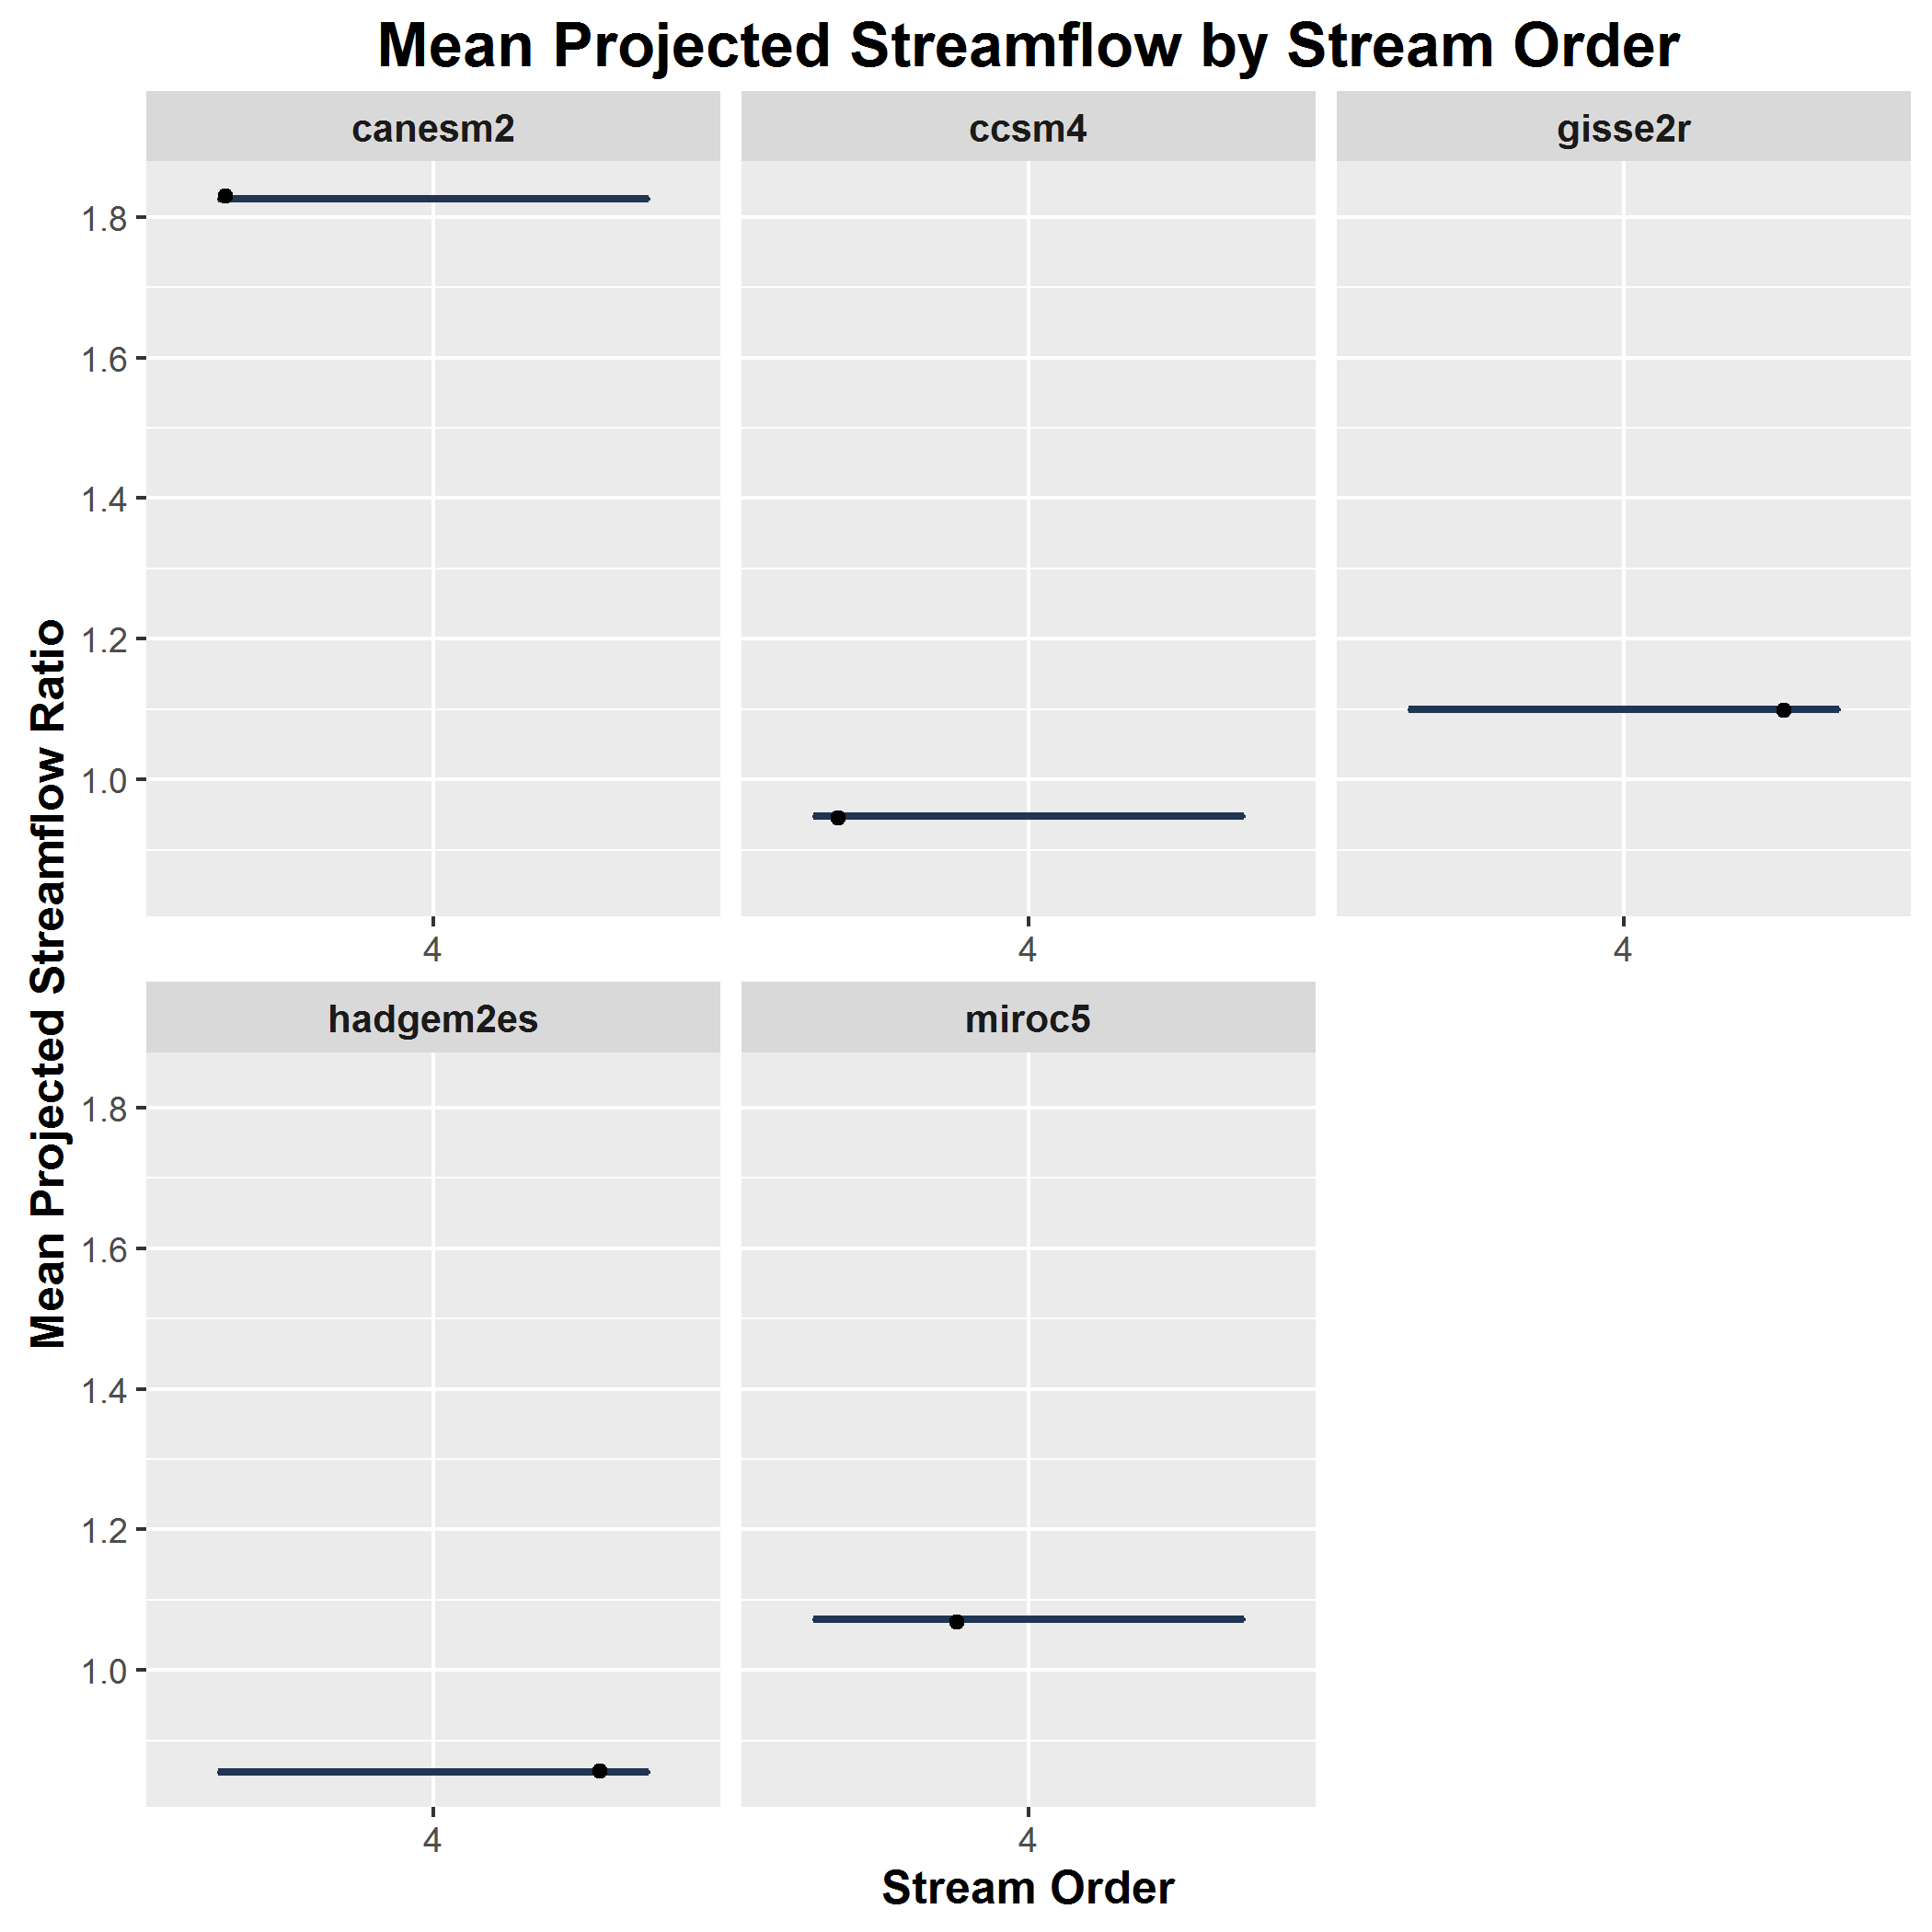 Mean Projected Streamflow by Stream Order
canesm2
ccsm4
gisse2r
1.8
1.6
1.4
1.2
1.0
4
4
4
Mean Projected Streamflow Ratio
hadgem2es
miroc5
1.8
1.6
1.4
1.2
1.0
4
4
Stream Order